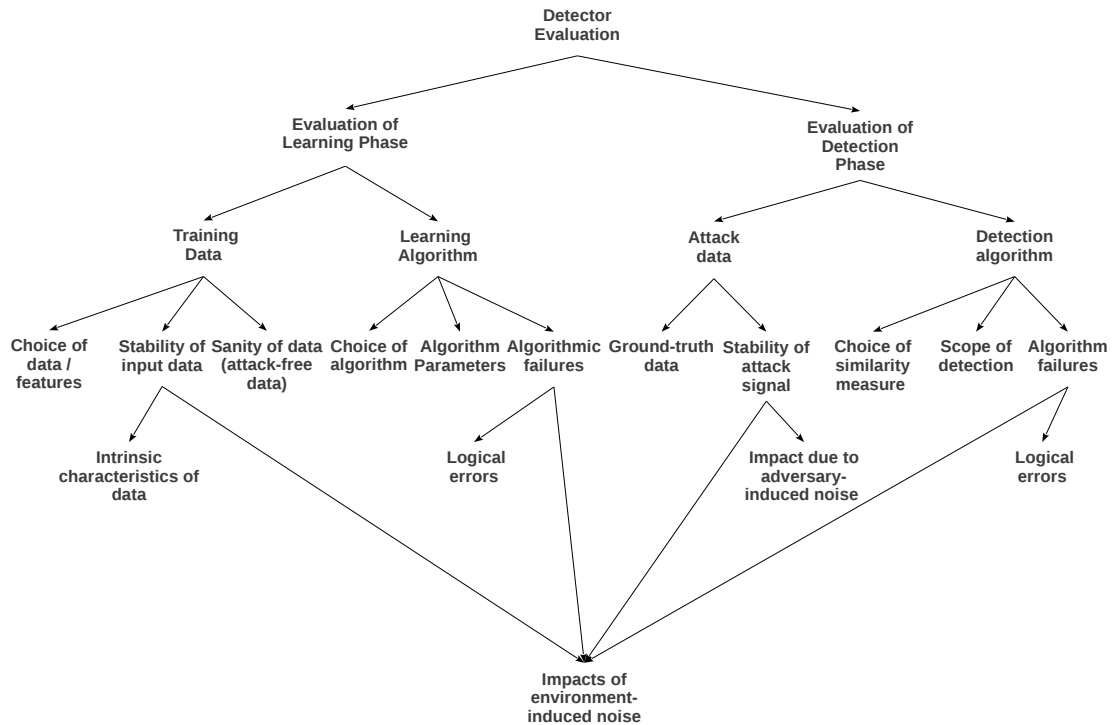 Detector
Evaluation
Evaluation of
Learning Phase
Evaluation of
Detection
Phase
Training
Data
Learning
Algorithm
Attack
data
Detection
algorithm
Choice of
data /
features
Stability of
input data
Sanity of data
(attack-free
data)
Choice of
algorithm
Algorithm
Parameters
Algorithmic
failures
Ground-truth
data
Stability of
attack
signal
Choice of
similarity
measure
Scope of
detection
Algorithm
failures
Intrinsic
characteristics of
data
Logical
errors
Impact due to
adversary-
induced noise
Logical
errors
Impacts of
environment-
induced noise